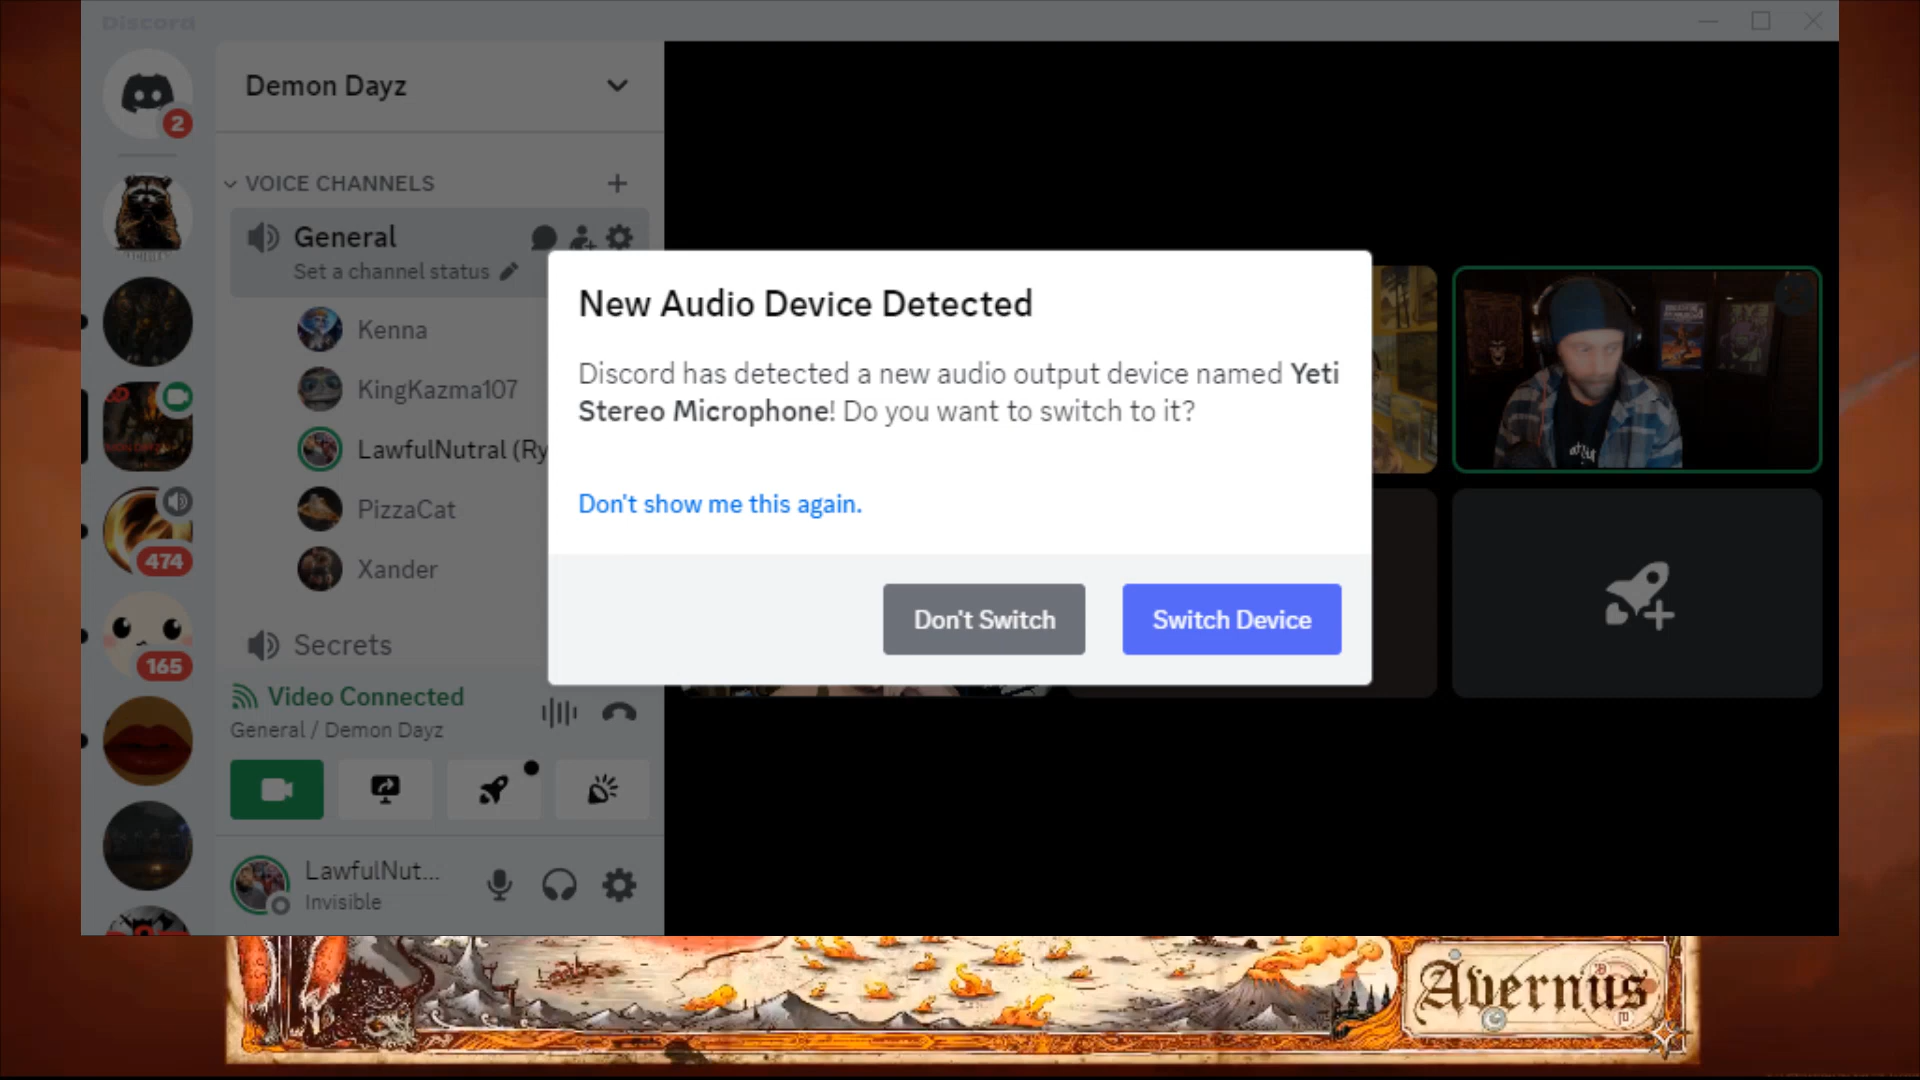 Discord
Demon Dayz
2
VOICE CHANNELS
General
Set a channel status
Kenna
KingKazma107
LawfulNutral (Ry
PizzaCat
Xander
474
Secrets
165
Video Connected
General / Demon Dayz
LawfulNut...
Invisible
New Audio Device Detected
Discord has detected a new audio output device named Yeti
Stereo Microphone! Do you want to switch to it?
Don't show me this again.
Don't Switch
Switch Device
Avernus